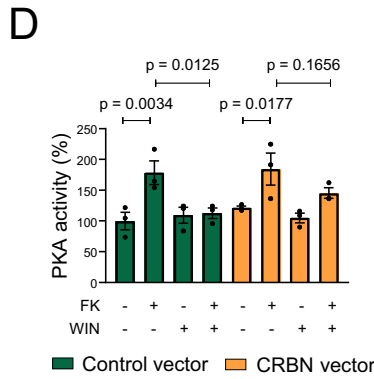 D
p = 0.0125 p = 0.1656
p = 0.0034 p = 0.0177
PKA activity (%)
250
200
150
100
50
0
FK - + - + - + - +
WIN - - + + - - + +
Control vector CRBN vector